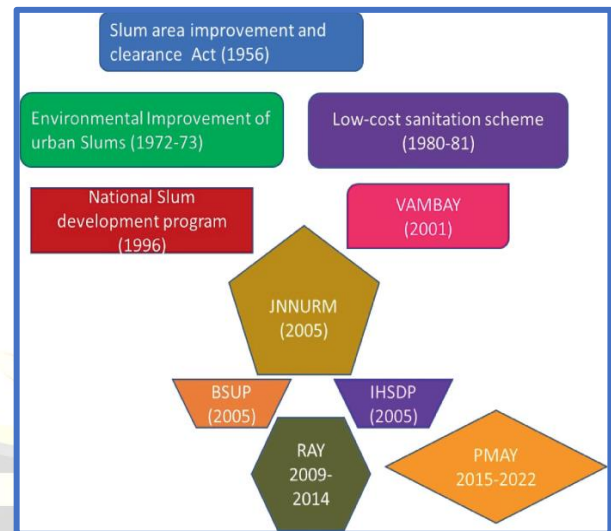 Slum area improvement and
clearance Act (1956)
Environmental Improvement of
urban Slums (1972-73)
Low-cost sanitation scheme
(1980-81)
National Slum
development program
(1996)
VAMBAY
(2001)
JNNURM
(2005)
BSUP
(2005)
IHSDP
(2005)
RAY
2009-
2014
PMAY
2015-2022